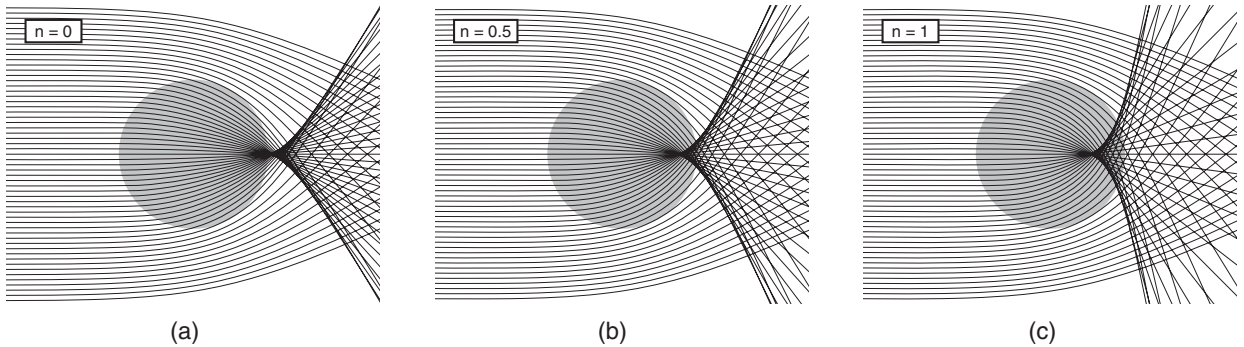 n = 0
n = 0.5
n = 1
(a)
(b)
(c)